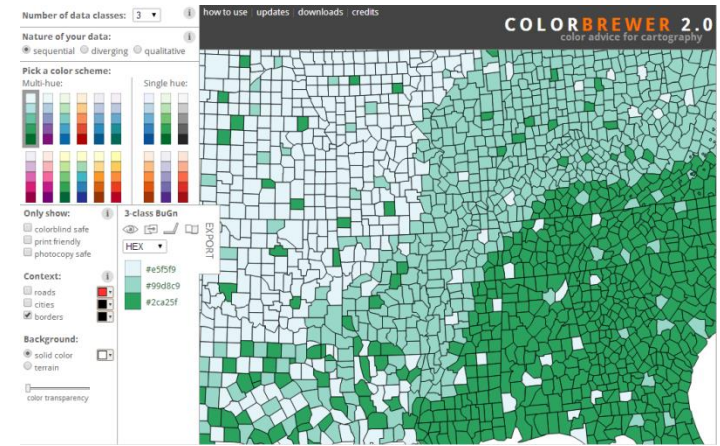 Number of data classes: 3 i
how to use | updates | downloads | credits
COLORBREWER 2.0
color advice for cartography
Nature of your data: i
sequential diverging qualitative
Pick a color scheme:
Multi-hue: Single hue:
Only show: i
colorblind safe
print friendly
photocopy safe
3-class BuGn
HEX
EXPORT
#e5f5f9
#99d8c9
#2ca25f
Context: i
roads
cities
borders
Background:
solid color
terrain
color transparency